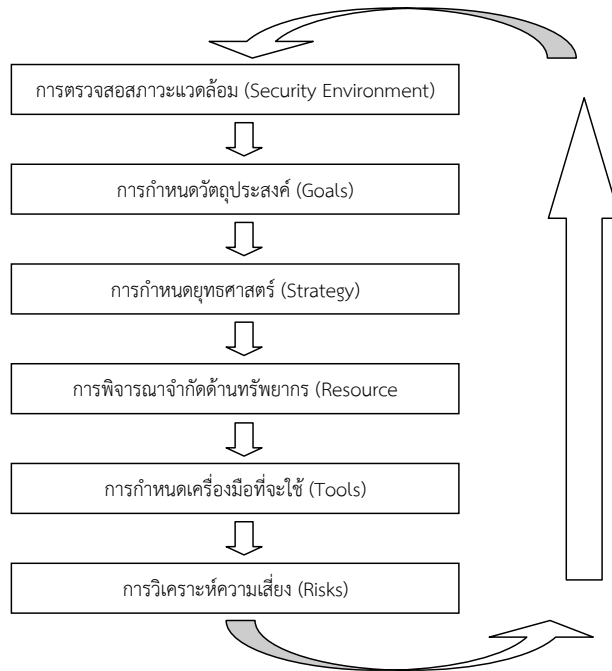 การตรวจสอสภาวะแวดล้อม (Security Environment)
การกำหนดวัตถุประสงค์ (Goals)
การกำหนดยุทธศาสตร์ (Strategy)
การพิจารณาจำกัดด้านทรัพยากร (Resource
การกำหนดเครื่องมือที่จะใช้ (Tools)
การวิเคราะห์ความเสี่ยง (Risks)